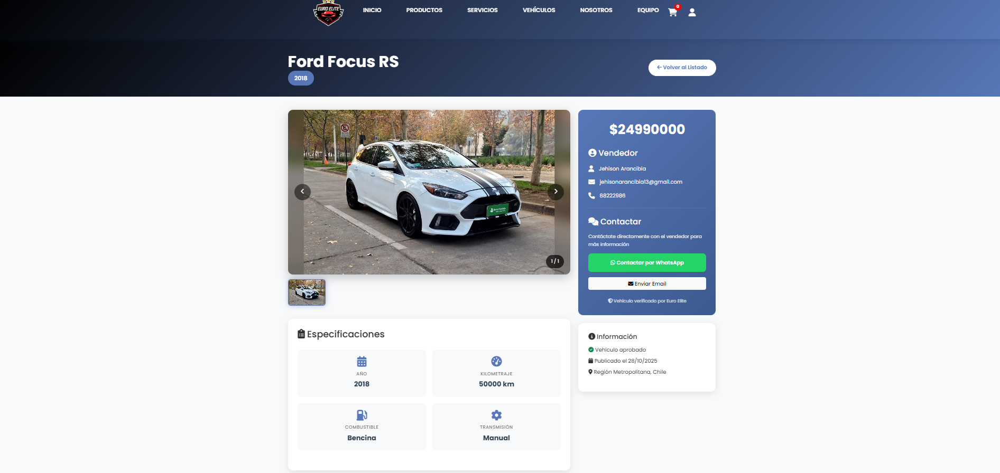 EURO ELITE
INICIO
PRODUCTOS
SERVICIOS
VEHÍCULOS
NOSOTROS
EQUIPO
0
Ford Focus RS
2018
Volver al Listado
1 / 1
$24990000
Vendedor
Jehison Arancibia
jehisonarancibia13@gmail.com
88222986
Contactar
Contáctate directamente con el vendedor para
más información
Contactar por WhatsApp
Enviar Email
Vehículo verificado por Euro Elite
Especificaciones
AÑO
2018
KILOMETRAJE
50000 km
COMBUSTIBLE
Bencina
TRANSMISIÓN
Manual
Información
Vehículo aprobado
Publicado el 28/10/2025
Región Metropolitana, Chile